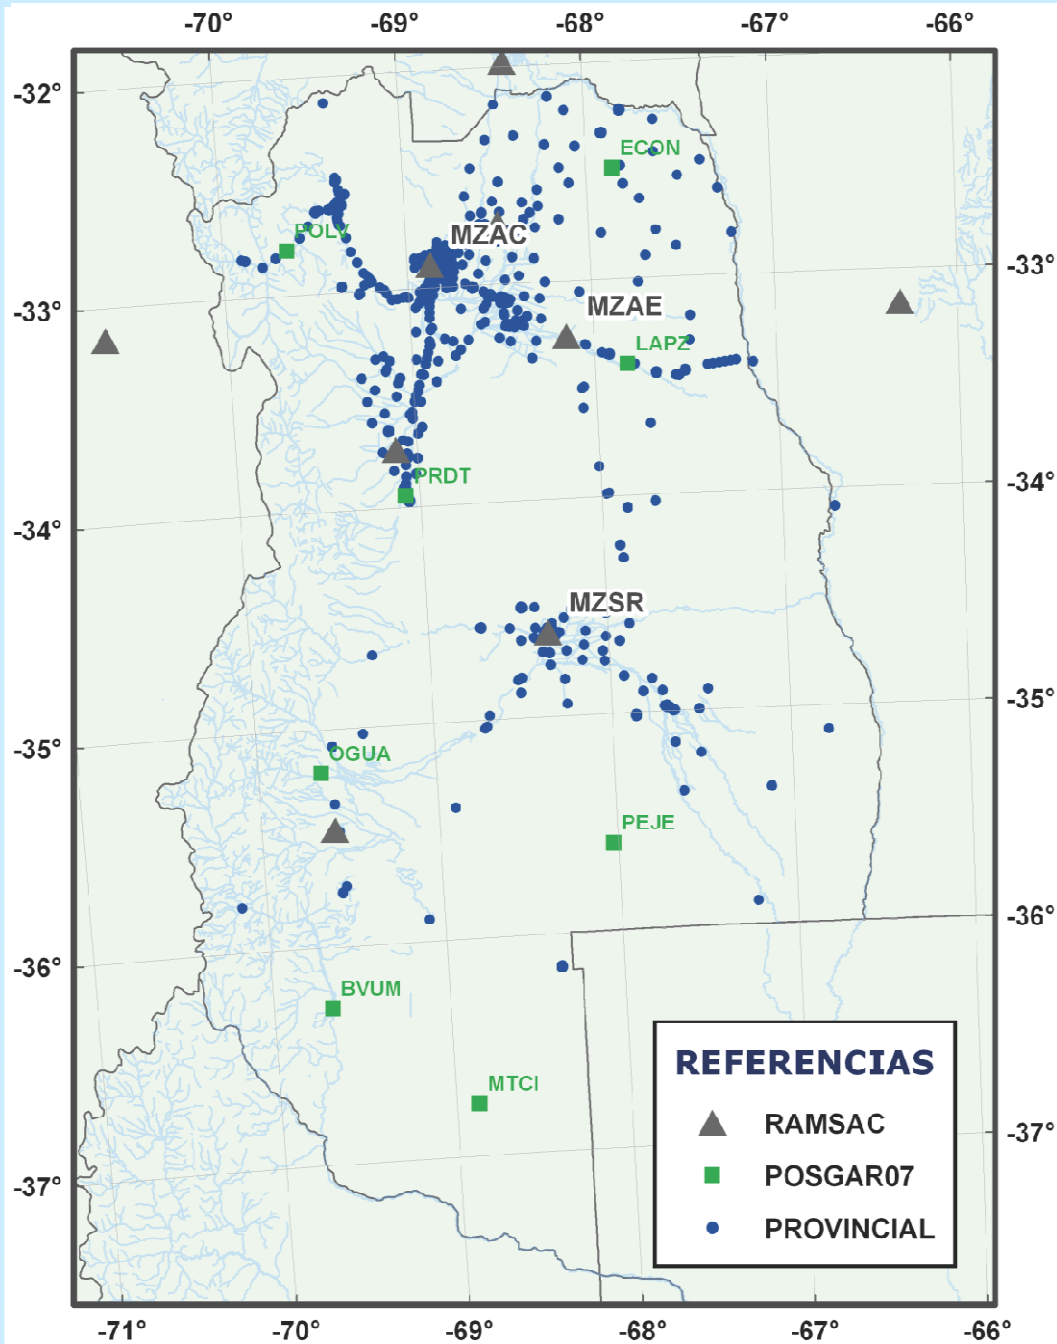 -70°
-69°
-68°
-67°
-66°
-32°
ECON
POLV
MZAC
-33°
-33°
MZAE
LAPZ
PRDT
-34°
-34°
MZSR
-35°
-35°
OGUA
PEJE
-36°
-36°
BVUM
MTCI
REFERENCIAS
RAMSAC
POSGAR07
PROVINCIAL
-37°
-37°
-71°
-70°
-69°
-68°
-67°
-66°